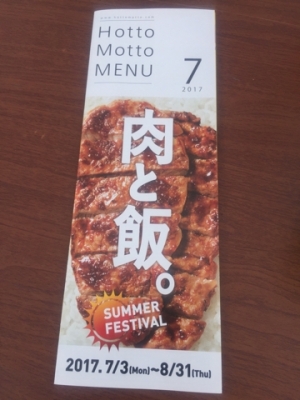 Hotto
Motto
MENU
7
2017
肉と飯。
SUMMER
FESTIVAL
2017. 7/3(Mon)~8/31(Thu)